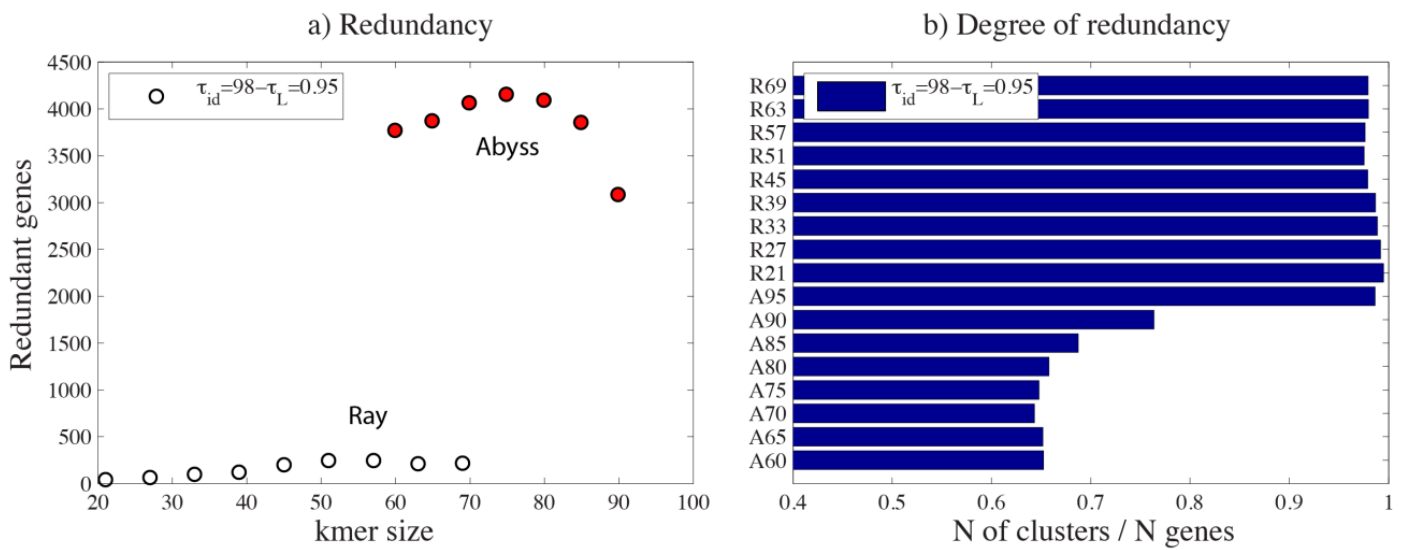 a) Redundancy
4500
4000
3500
3000
2500
2000
1500
1000
500
0
Redundant genes
τid=98−τL=0.95
Abyss
Ray
20 30 40 50 60 70 80 90 100
kmer size
b) Degree of redundancy
τid=98−τL=0.95
R69
R63
R57
R51
R45
R39
R33
R27
R21
A95
A90
A85
A80
A75
A70
A65
A60
0.4 0.5 0.6 0.7 0.8 0.9 1
N of clusters / N genes